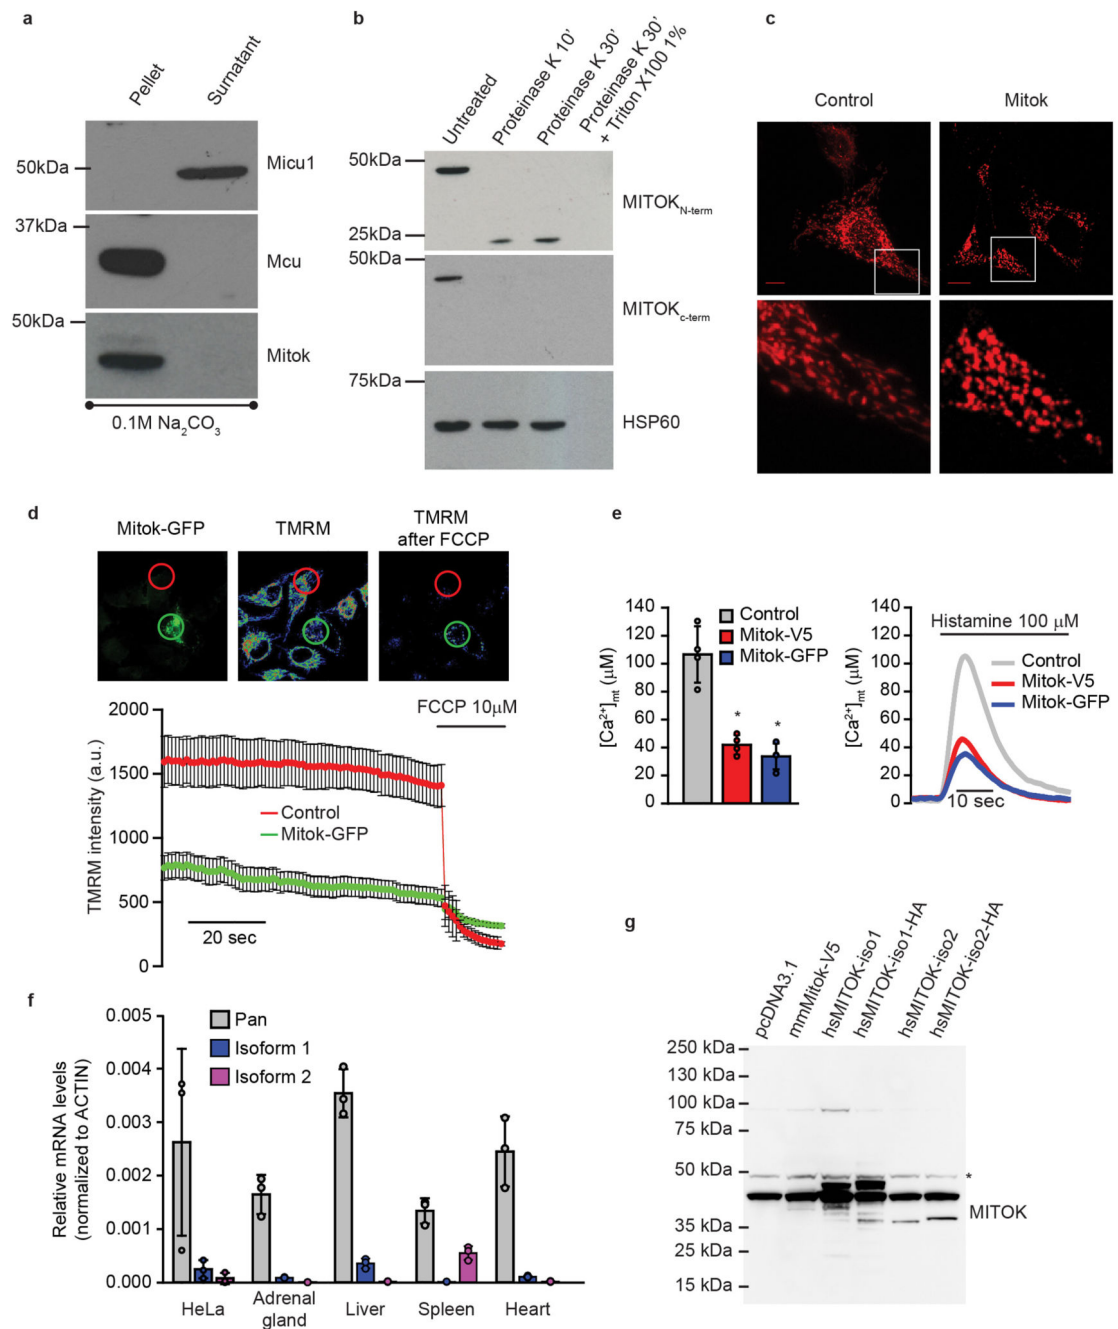 a
Pellet
Surnatant
50kDa
Micu1
37kDa
Mcu
50kDa
Mitok
0.1M Na₂CO₃
b
Untreated
Proteinase K 10'
Proteinase K 30'
Proteinase K 30'
+ Triton X100 1%
50kDa
MITOK N-term
25kDa
50kDa
MITOK c-term
75kDa
HSP60
c
Control
Mitok
d
Mitok-GFP
TMRM
TMRM
after FCCP
FCCP 10μM
2000
1500
1000
500
0
TMRM intensity (a.u.)
Control
Mitok-GFP
20 sec
e
140
120
100
80
60
40
20
0
[Ca²⁺]mt (μM)
Control
Mitok-V5
Mitok-GFP
*
*
140
120
100
80
60
40
20
0
[Ca²⁺]mt (μM)
Histamine 100 μM
Control
Mitok-V5
Mitok-GFP
10 sec
f
0.005
0.004
0.003
0.002
0.001
0.000
Relative mRNA levels
(normalized to ACTIN)
Pan
Isoform 1
Isoform 2
HeLa
Adrenal
gland
Liver
Spleen
Heart
g
pcDNA3.1
mmMitok-V5
hsMITOK-iso1
hsMITOK-iso1-HA
hsMITOK-iso2
hsMITOK-iso2-HA
250 kDa
130 kDa
100 kDa
75 kDa
50 kDa
*
MITOK
35 kDa
25 kDa
15 kDa